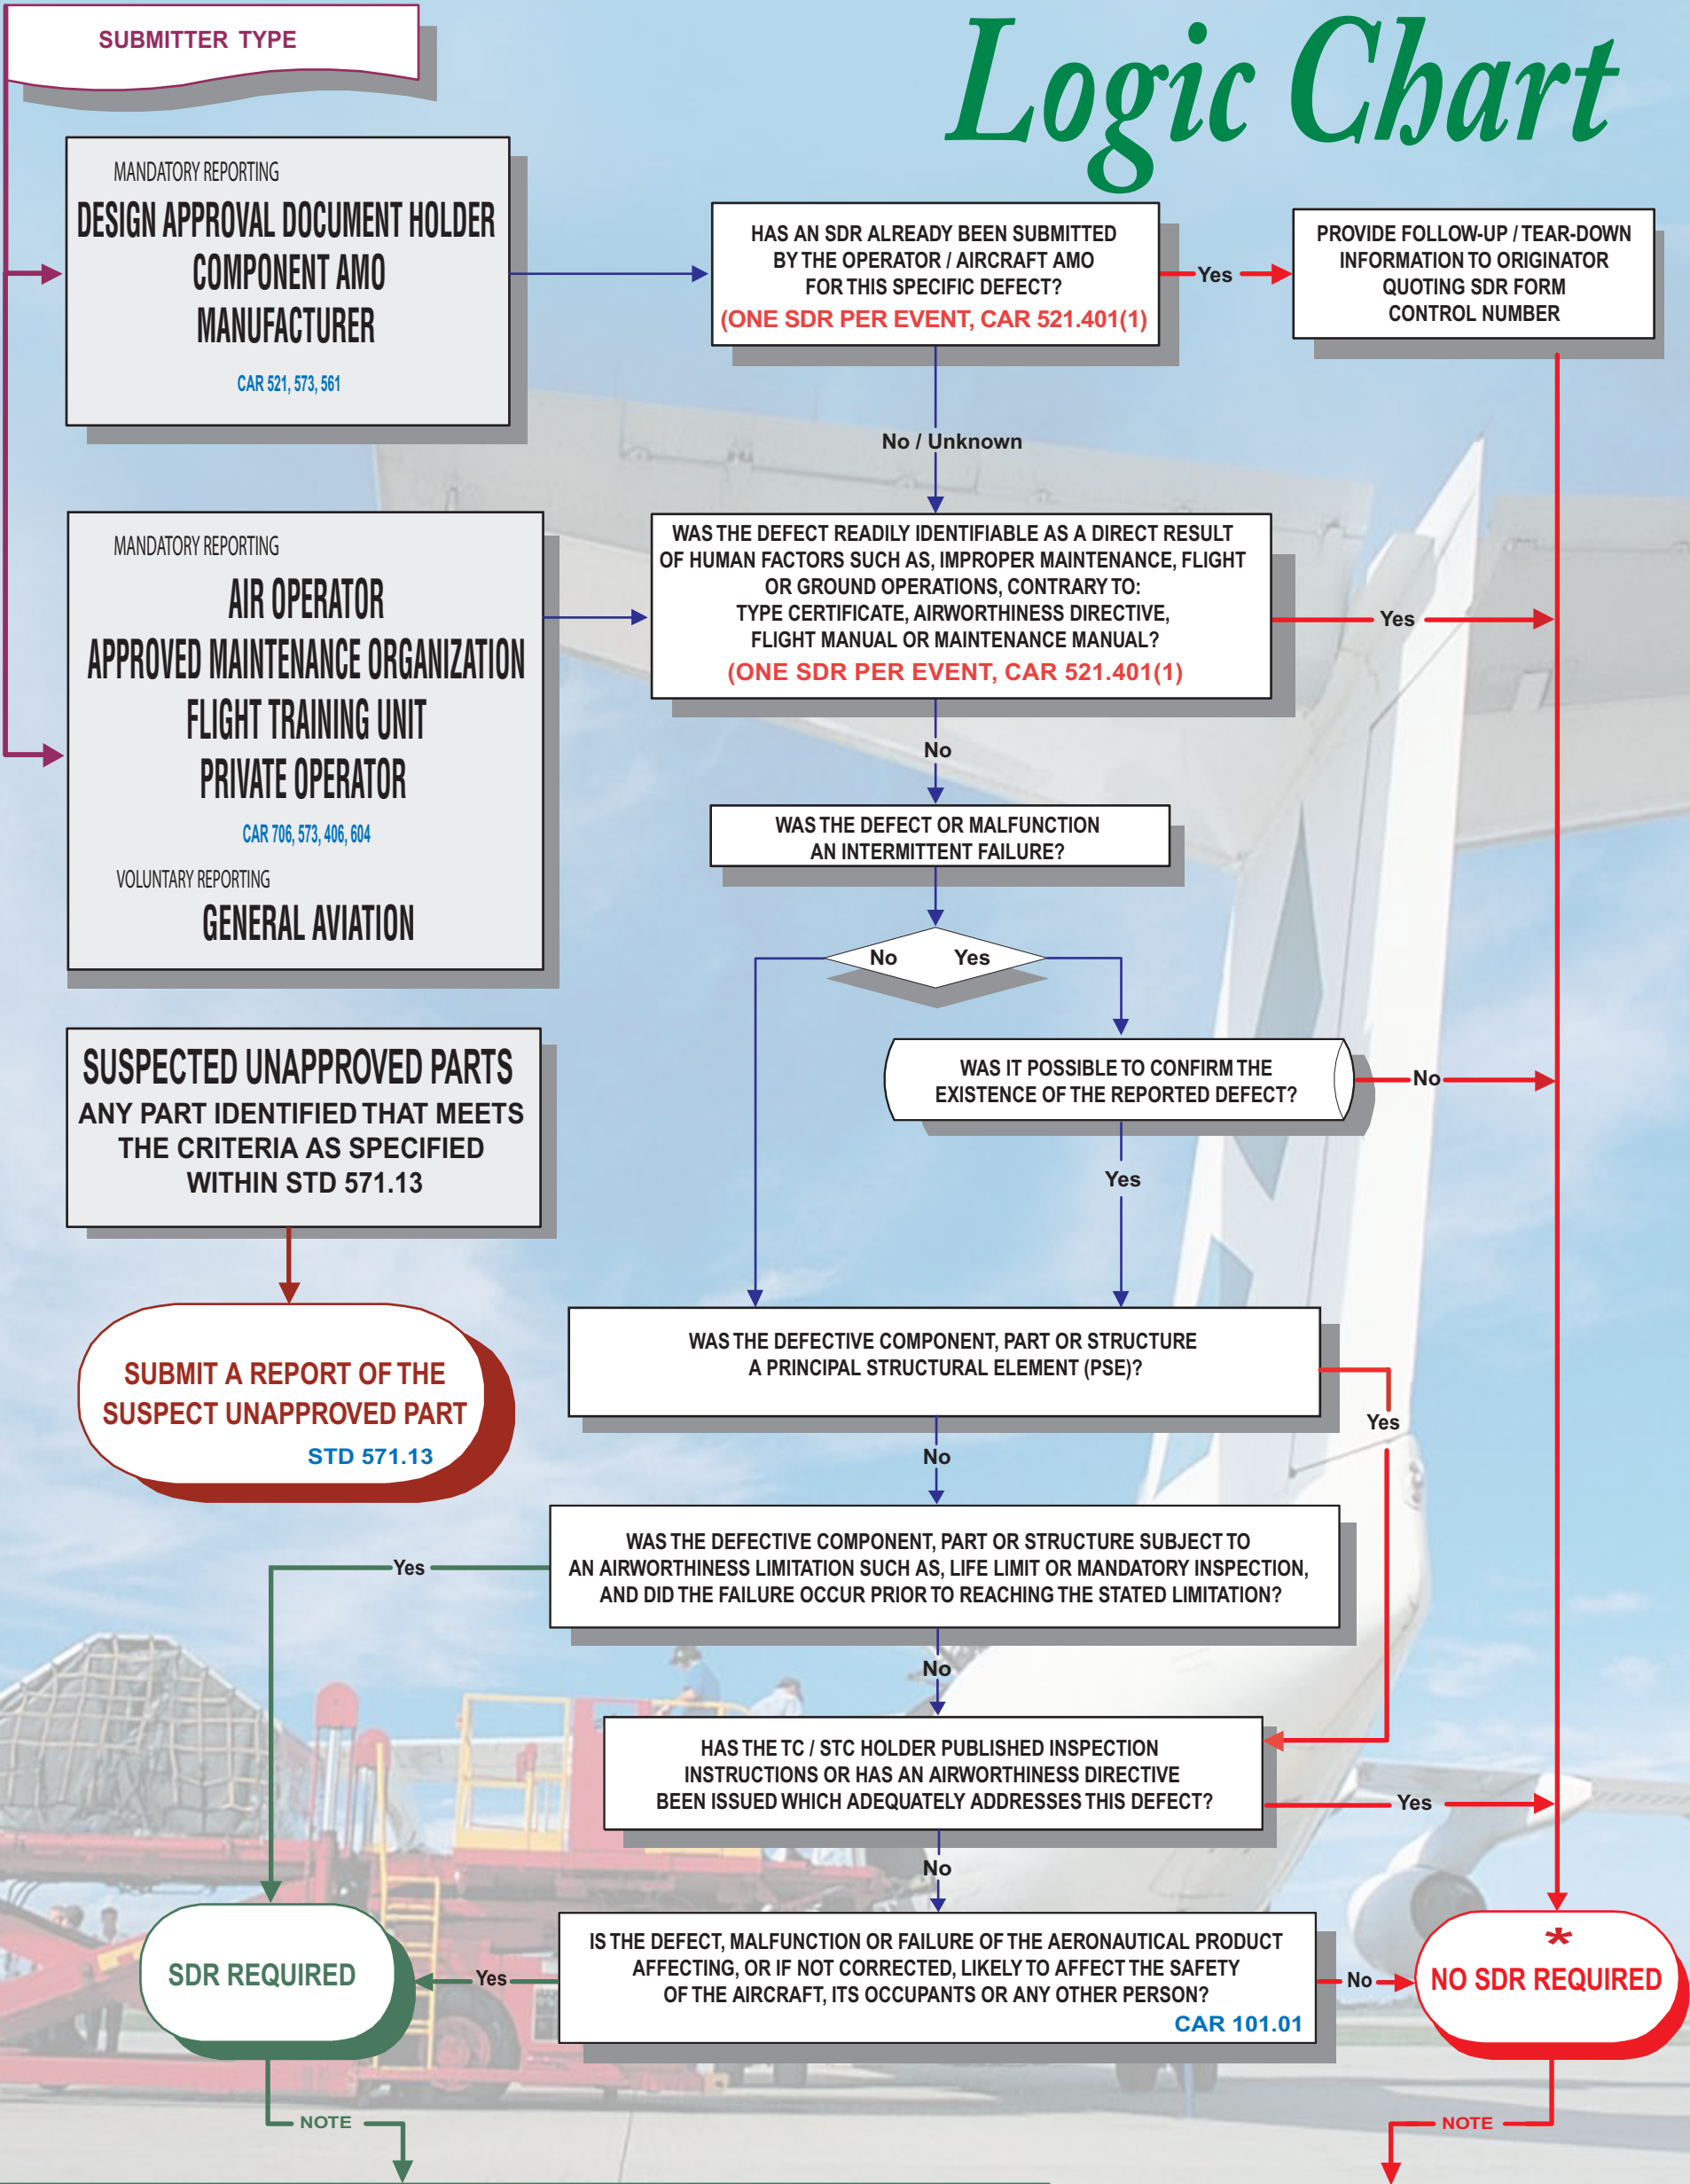 SUBMITTER TYPE
Logic Chart
MANDATORY REPORTING
DESIGN APPROVAL DOCUMENT HOLDER
COMPONENT AMO
MANUFACTURER
CAR 521, 573, 561
HAS AN SDR ALREADY BEEN SUBMITTED
BY THE OPERATOR / AIRCRAFT AMO
FOR THIS SPECIFIC DEFECT?
(ONE SDR PER EVENT, CAR 521.401(1)
Yes
PROVIDE FOLLOW-UP / TEAR-DOWN
INFORMATION TO ORIGINATOR
QUOTING SDR FORM
CONTROL NUMBER
No / Unknown
MANDATORY REPORTING
AIR OPERATOR
APPROVED MAINTENANCE ORGANIZATION
FLIGHT TRAINING UNIT
PRIVATE OPERATOR
CAR 706, 573, 406, 604
VOLUNTARY REPORTING
GENERAL AVIATION
WAS THE DEFECT READILY IDENTIFIABLE AS A DIRECT RESULT
OF HUMAN FACTORS SUCH AS, IMPROPER MAINTENANCE, FLIGHT
OR GROUND OPERATIONS, CONTRARY TO:
TYPE CERTIFICATE, AIRWORTHINESS DIRECTIVE,
FLIGHT MANUAL OR MAINTENANCE MANUAL?
(ONE SDR PER EVENT, CAR 521.401(1)
Yes
No
WAS THE DEFECT OR MALFUNCTION
AN INTERMITTENT FAILURE?
No Yes
WAS IT POSSIBLE TO CONFIRM THE
EXISTENCE OF THE REPORTED DEFECT?
No
Yes
SUSPECTED UNAPPROVED PARTS
ANY PART IDENTIFIED THAT MEETS
THE CRITERIA AS SPECIFIED
WITHIN STD 571.13
SUBMIT A REPORT OF THE
SUSPECT UNAPPROVED PART
STD 571.13
WAS THE DEFECTIVE COMPONENT, PART OR STRUCTURE
A PRINCIPAL STRUCTURAL ELEMENT (PSE)?
Yes
No
WAS THE DEFECTIVE COMPONENT, PART OR STRUCTURE SUBJECT TO
AN AIRWORTHINESS LIMITATION SUCH AS, LIFE LIMIT OR MANDATORY INSPECTION,
AND DID THE FAILURE OCCUR PRIOR TO REACHING THE STATED LIMITATION?
Yes
No
HAS THE TC / STC HOLDER PUBLISHED INSPECTION
INSTRUCTIONS OR HAS AN AIRWORTHINESS DIRECTIVE
BEEN ISSUED WHICH ADEQUATELY ADDRESSES THIS DEFECT?
Yes
No
IS THE DEFECT, MALFUNCTION OR FAILURE OF THE AERONAUTICAL PRODUCT
AFFECTING, OR IF NOT CORRECTED, LIKELY TO AFFECT THE SAFETY
OF THE AIRCRAFT, ITS OCCUPANTS OR ANY OTHER PERSON?
CAR 101.01
Yes
No
SDR REQUIRED
*
NO SDR REQUIRED
NOTE
NOTE